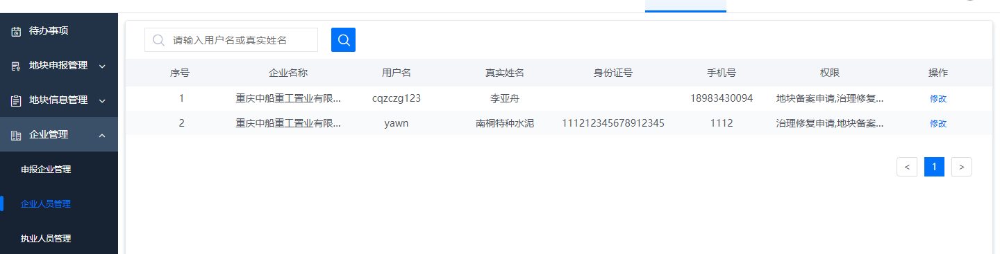 待办事项
地块申报管理
地块信息管理
企业管理
申报企业管理
企业人员管理
执业人员管理
请输入用户名或真实姓名
序号 企业名称 用户名 真实姓名 身份证号 手机号 权限 操作
1 重庆中船重工置业有限... cqzczg123 李亚舟 18983430094 地块备案申请,治理修复... 修改
2 重庆中船重工置业有限... yawn 南桐特种水泥 111212345678912345 1112 治理修复申请,地块备案... 修改
< 1 >